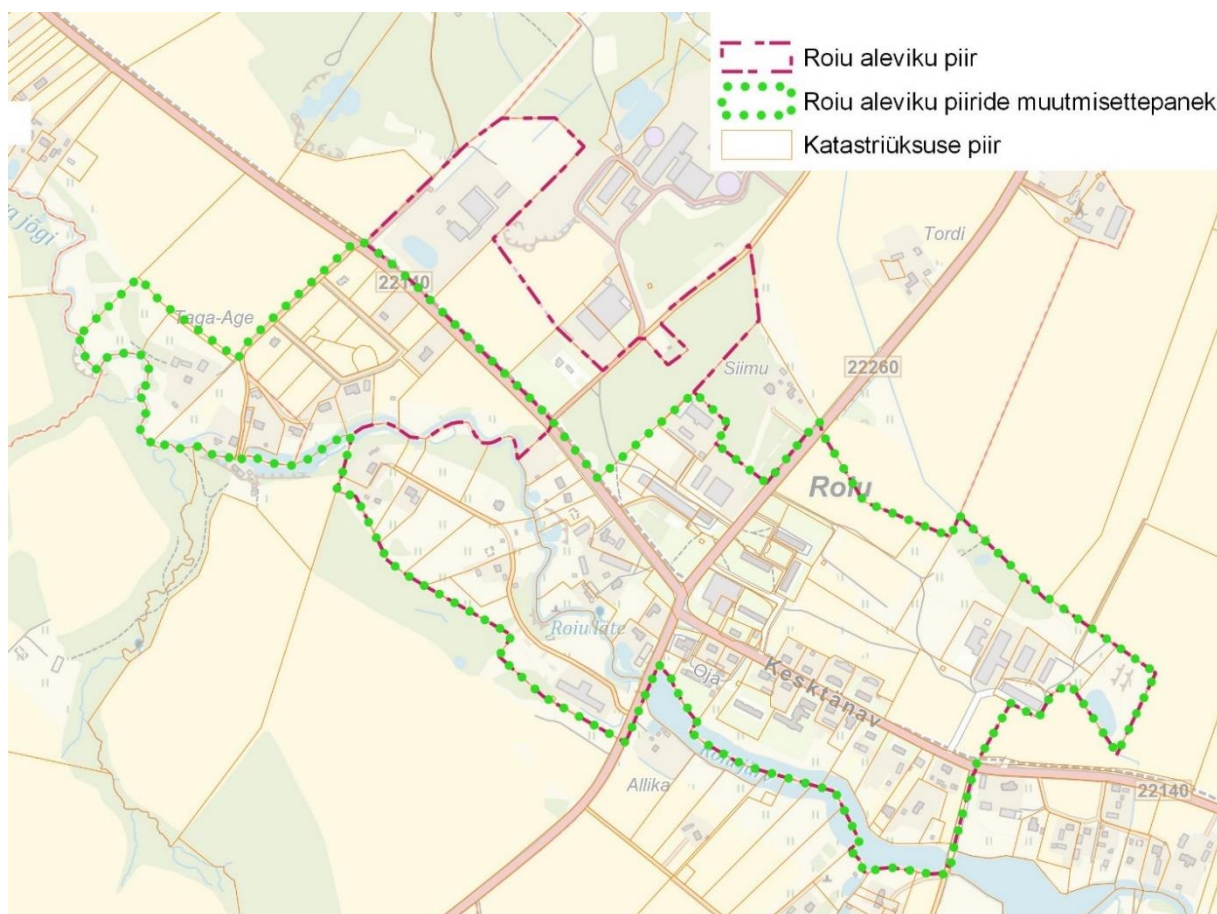 Roiu aleviku piir
Roiu aleviku piiride muutmisettepanek
Katastriüksuse piir
jõgi
Tordi
22140
Taga-Age
Siimu
22260
Roiu
Roiu läte
Oja
Kesktänav
Allika
22140